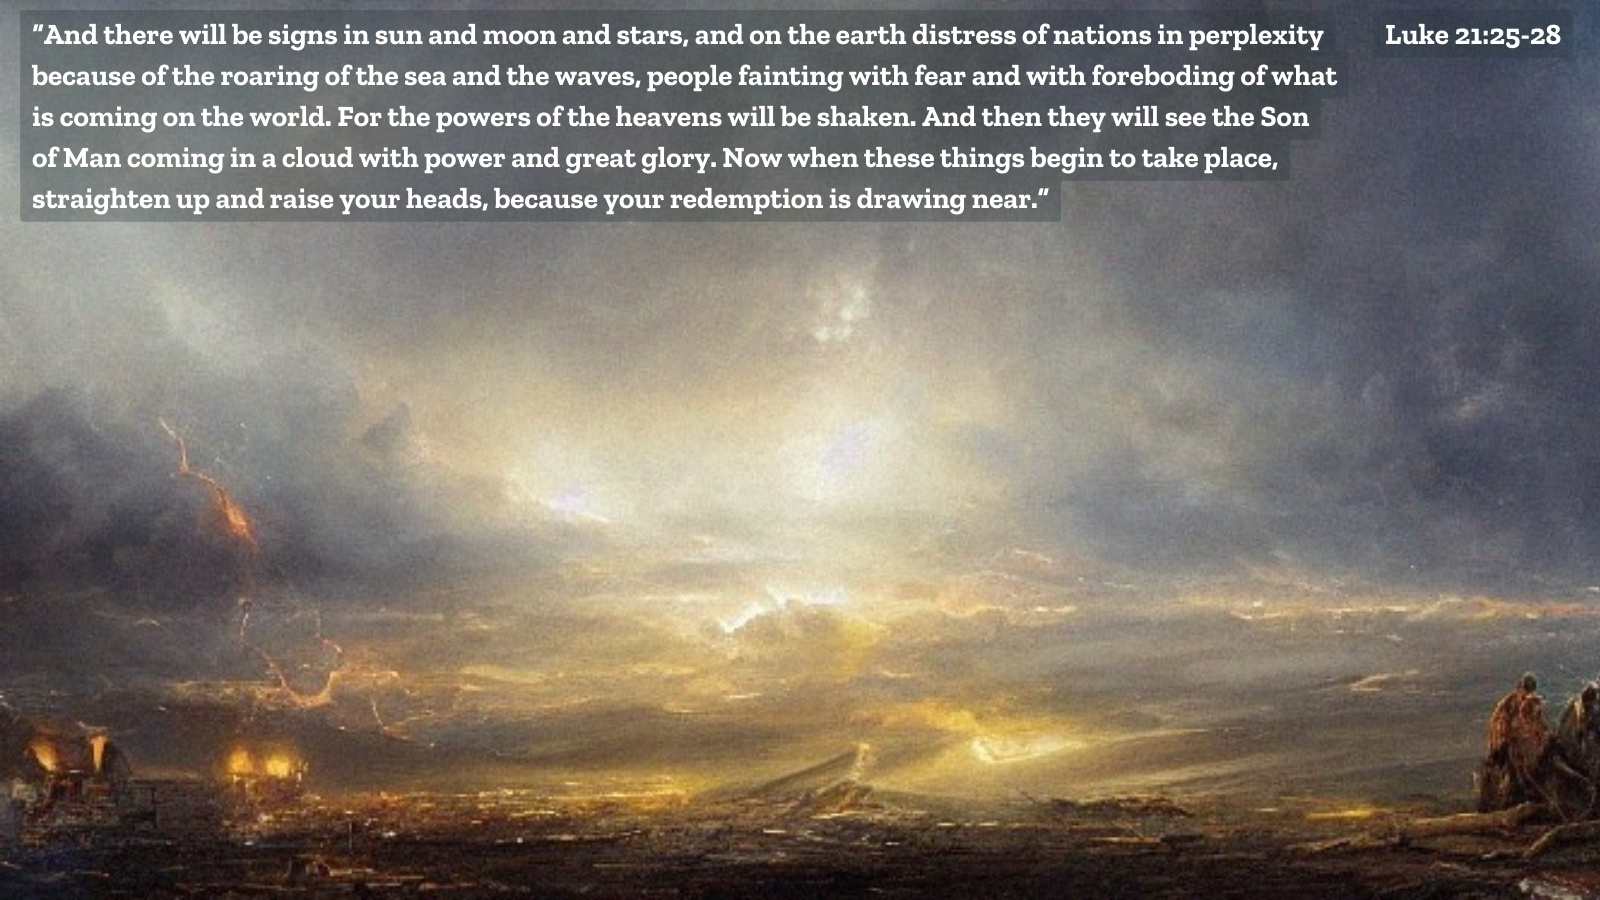 "And there will be signs in sun and moon and stars, and on the earth distress of nations in perplexity
because of the roaring of the sea and the waves, people fainting with fear and with foreboding of what
is coming on the world. For the powers of the heavens will be shaken. And then they will see the Son
of Man coming in a cloud with power and great glory. Now when these things begin to take place,
straighten up and raise your heads, because your redemption is drawing near."
Luke 21:25-28